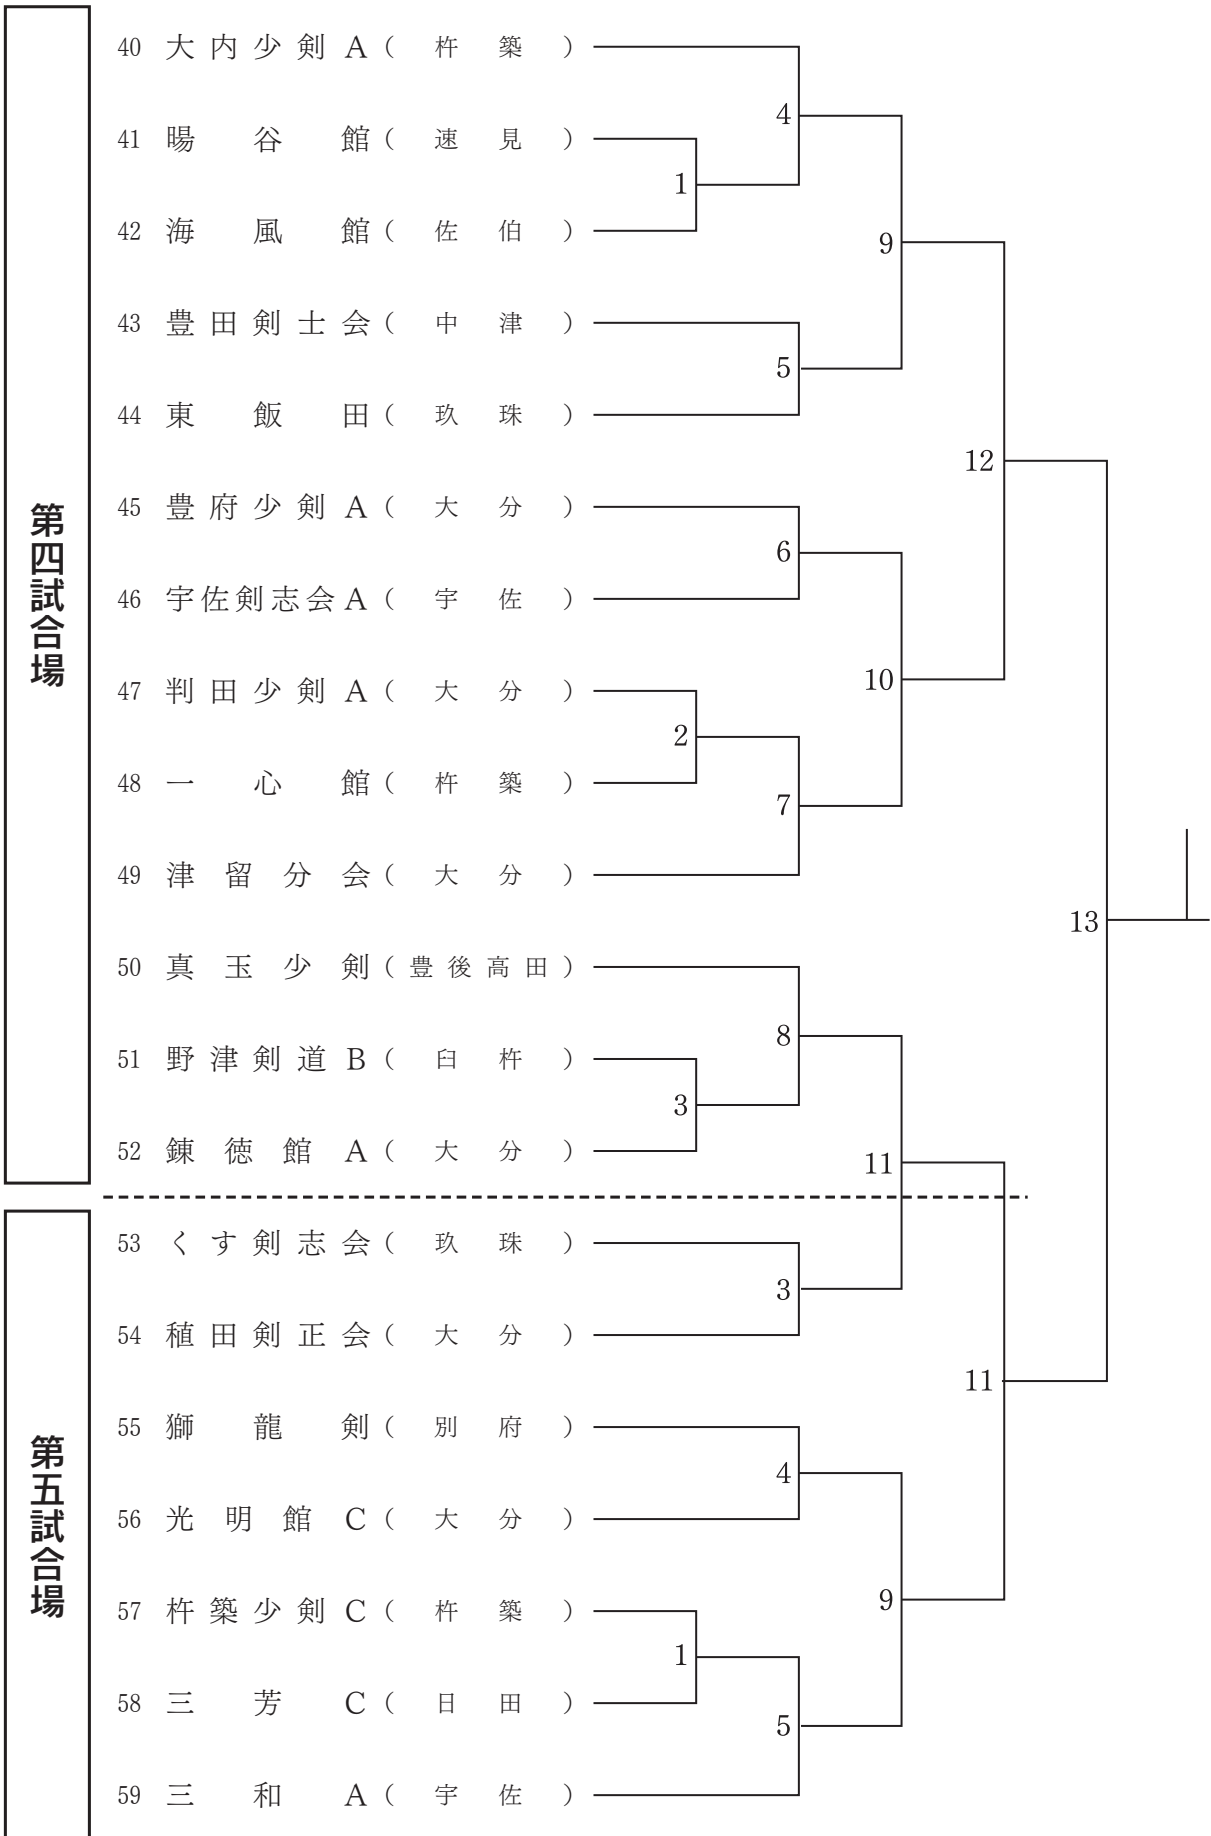 第四試合場
40 大内少剣A(杵築)
41 暘谷館(速見)
42 海風館(佐伯)
43 豊田剣士会(中津)
44 東飯田(玖珠)
45 豊府少剣A(大分)
46 宇佐剣志会A(宇佐)
47 判田少剣A(大分)
48 一心館(杵築)
49 津留分会(大分)
50 真玉少剣(豊後高田)
51 野津剣道B(臼杵)
52 錬徳館A(大分)
1
2
3
4
5
6
7
8
9
10
11
12
13
第五試合場
53 くす剣志会(玖珠)
54 稙田剣正会(大分)
55 獅龍剣(別府)
56 光明館C(大分)
57 杵築少剣C(杵築)
58 三芳C(日田)
59 三和A(宇佐)
1
3
4
5
9
11